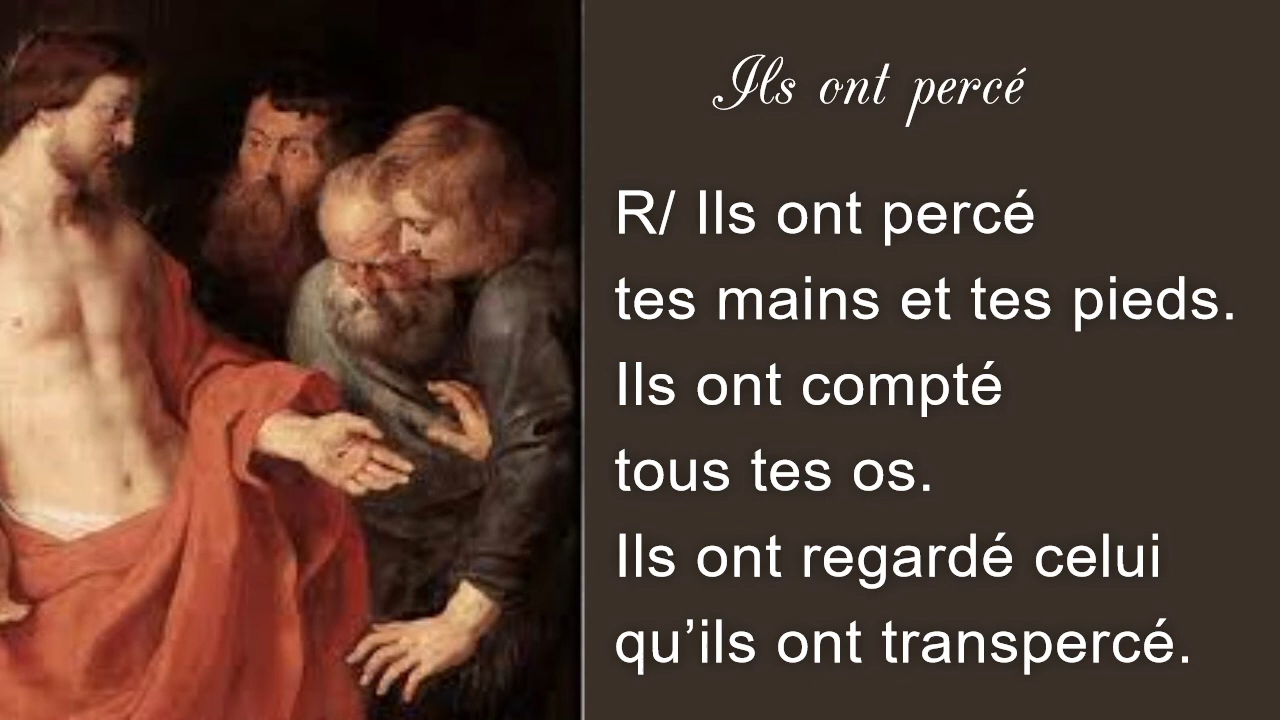 Ils ont percé
R/ Ils ont percé
tes mains et tes pieds.
Ils ont compté
tous tes os.
Ils ont regardé celui
qu’ils ont transpercé.